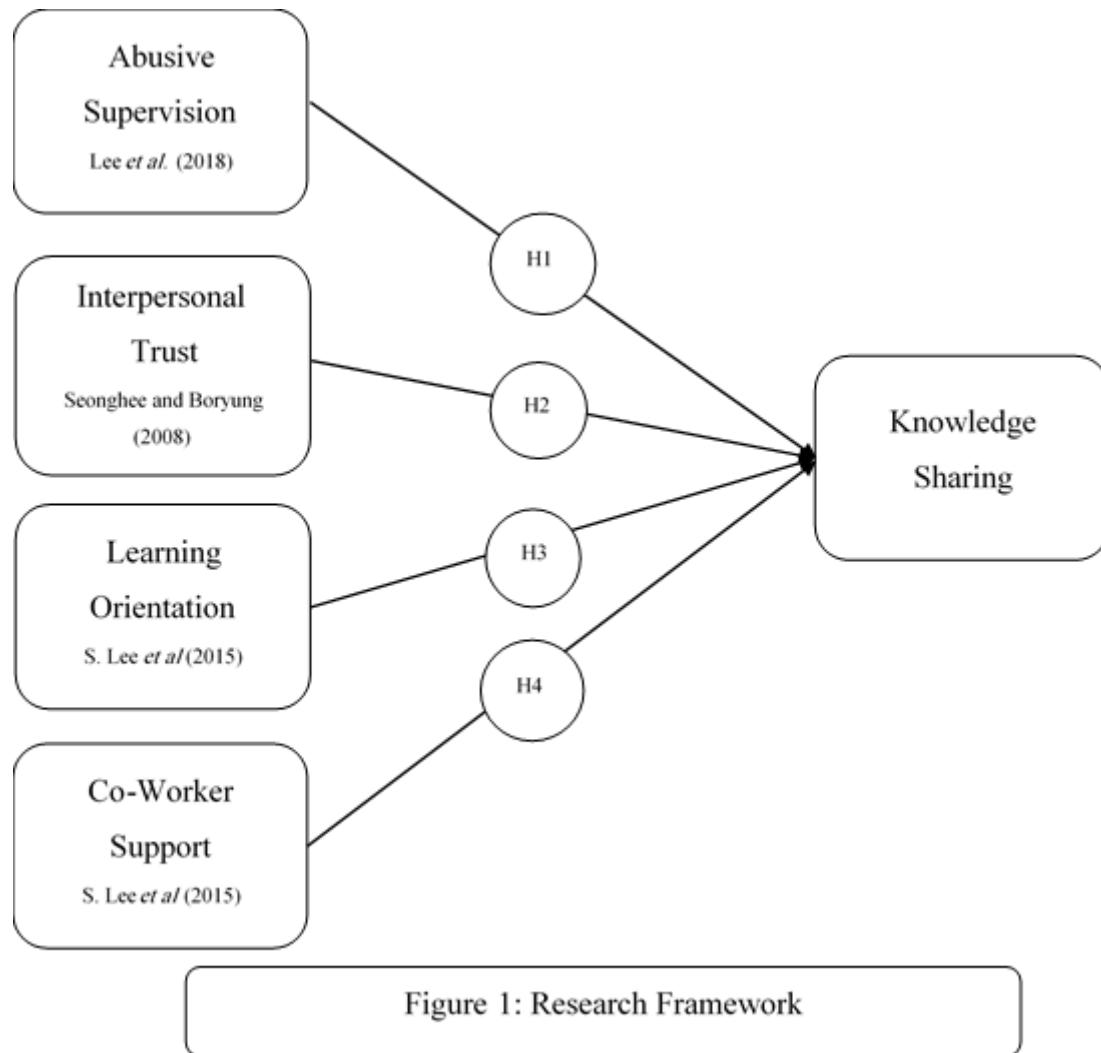 Abusive
Supervision
Lee et al. (2018)
H1
Interpersonal
Trust
Seonghee and Boryung
(2008)
H2
Knowledge
Sharing
Learning
Orientation
S. Lee et al (2015)
H3
H4
Co-Worker
Support
S. Lee et al (2015)
Figure 1: Research Framework